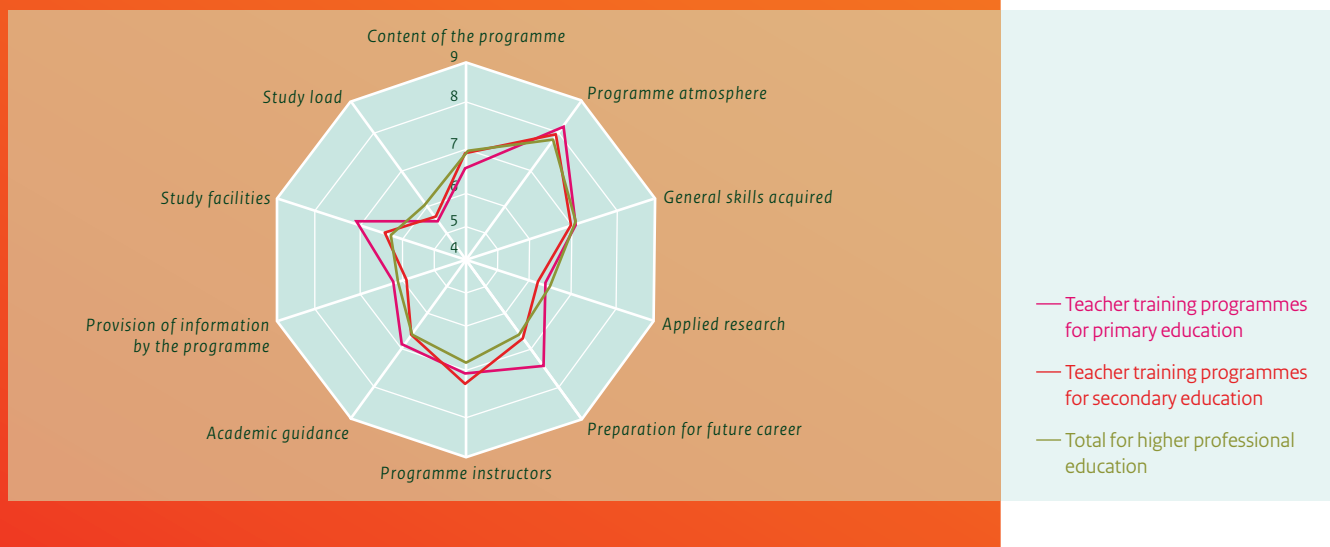 Content of the programme
9
Study load
8
Programme atmosphere
7
6
Study facilities
General skills acquired
5
4
Provision of information
by the programme
Applied research
Academic guidance
Preparation for future career
Programme instructors
Teacher training programmes
for primary education
Teacher training programmes
for secondary education
Total for higher professional
education